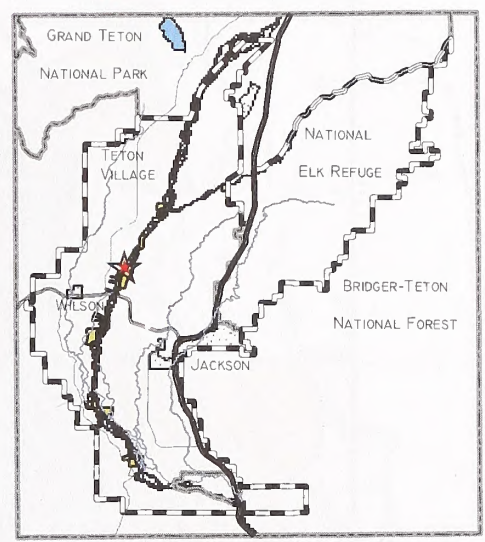 GRAND TETON
NATIONAL PARK
TETON
VILLAGE
NATIONAL
ELK REFUGE
BRIDGER-TETON
NATIONAL FOREST
WILSON
JACKSON